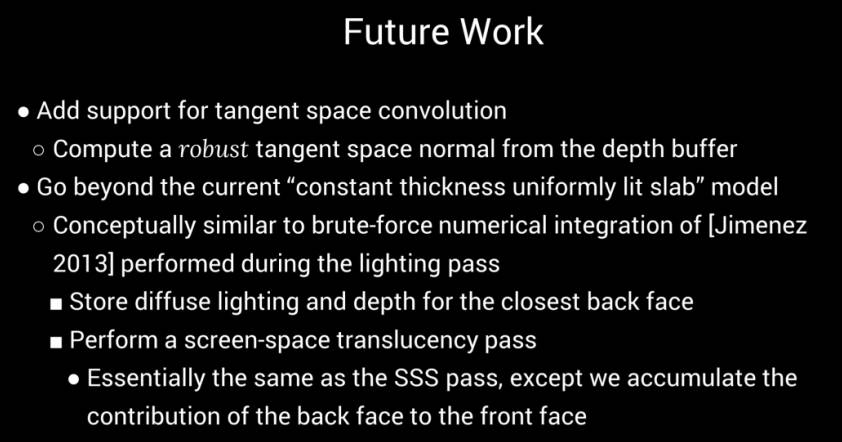 Future Work
● Add support for tangent space convolution
○ Compute a robust tangent space normal from the depth buffer
● Go beyond the current “constant thickness uniformly lit slab” model
○ Conceptually similar to brute-force numerical integration of [Jimenez
2013] performed during the lighting pass
■ Store diffuse lighting and depth for the closest back face
■ Perform a screen-space translucency pass
● Essentially the same as the SSS pass, except we accumulate the
contribution of the back face to the front face